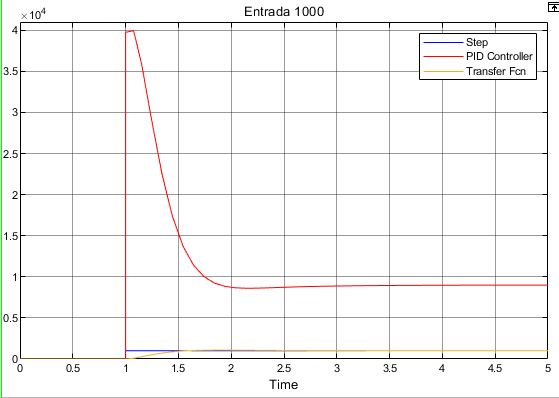 Entrada 1000
×10⁴
Step
PID Controller
Transfer Fcn
4
3.5
3
2.5
2
1.5
1
0.5
0
0 0.5 1 1.5 2 2.5 3 3.5 4 4.5 5
Time